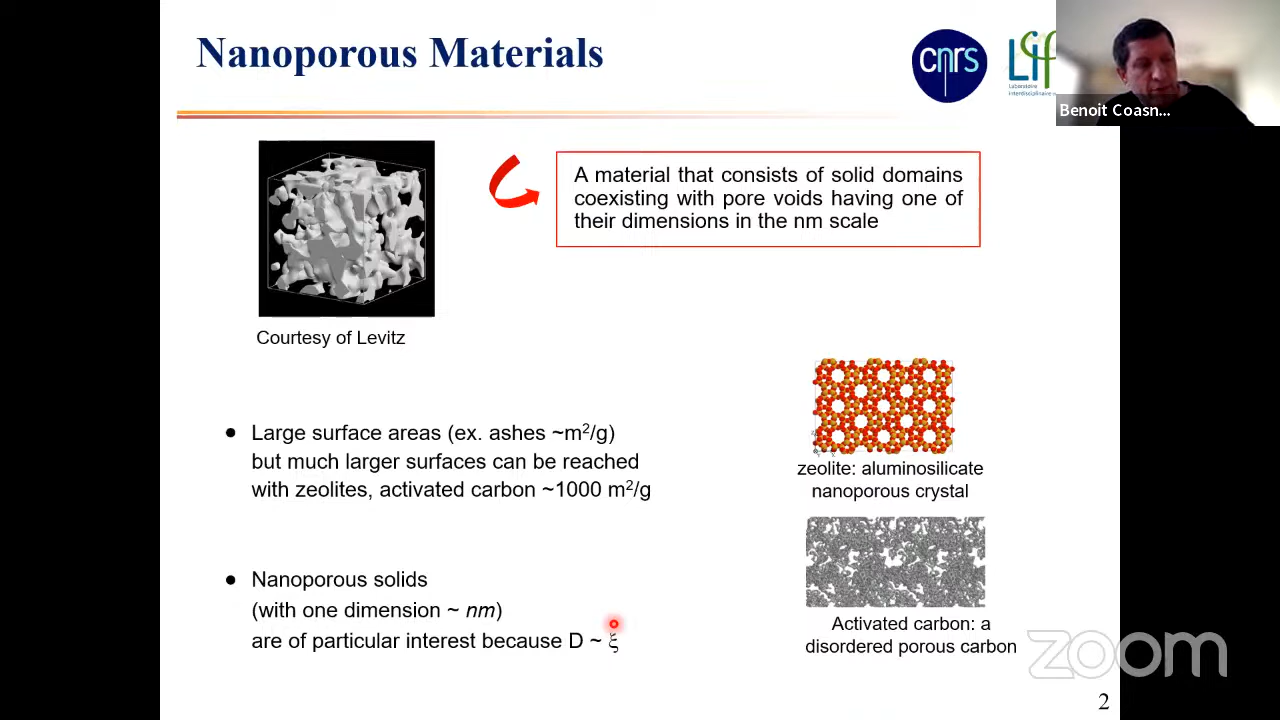 Nanoporous Materials
cnrs
LIf
Laboratoire
interdisciplinaire
Benoit Coasn...
A material that consists of solid domains
coexisting with pore voids having one of
their dimensions in the nm scale
Courtesy of Levitz
● Large surface areas (ex. ashes ~m²/g)
but much larger surfaces can be reached
with zeolites, activated carbon ~1000 m²/g
zeolite: aluminosilicate
nanoporous crystal
● Nanoporous solids
(with one dimension ~ nm)
are of particular interest because D ~ ξ
Activated carbon: a
disordered porous carbon
zoom
2